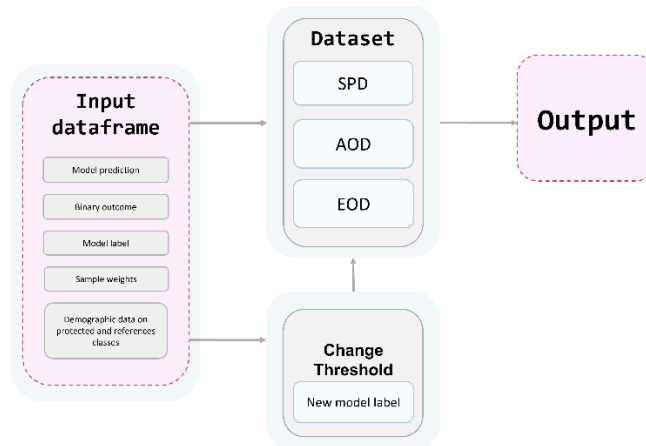 Input
dataframe
Model prediction
Binary outcome
Model label
Sample weights
Demographic data on
protected and references
classes
Dataset
SPD
AOD
EOD
Change
Threshold
New model label
Output